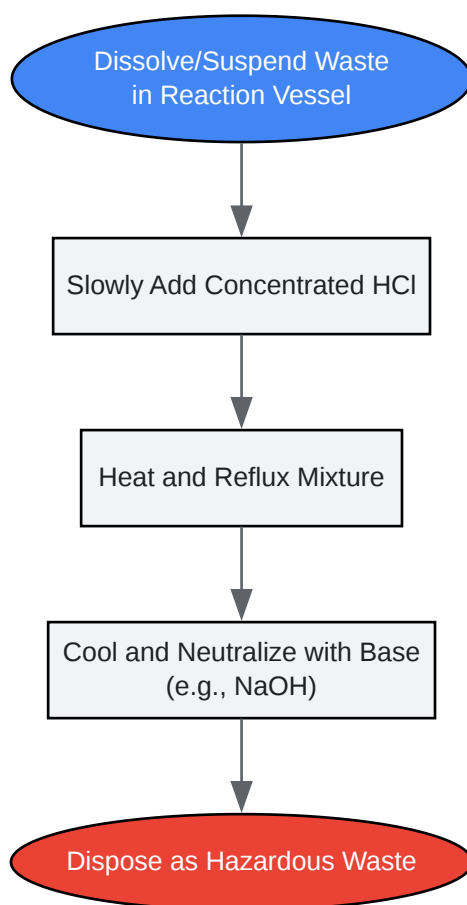 Dissolve/Suspend Waste
in Reaction Vessel
Slowly Add Concentrated HCl
Heat and Reflux Mixture
Cool and Neutralize with Base
(e.g., NaOH)
Dispose as Hazardous Waste